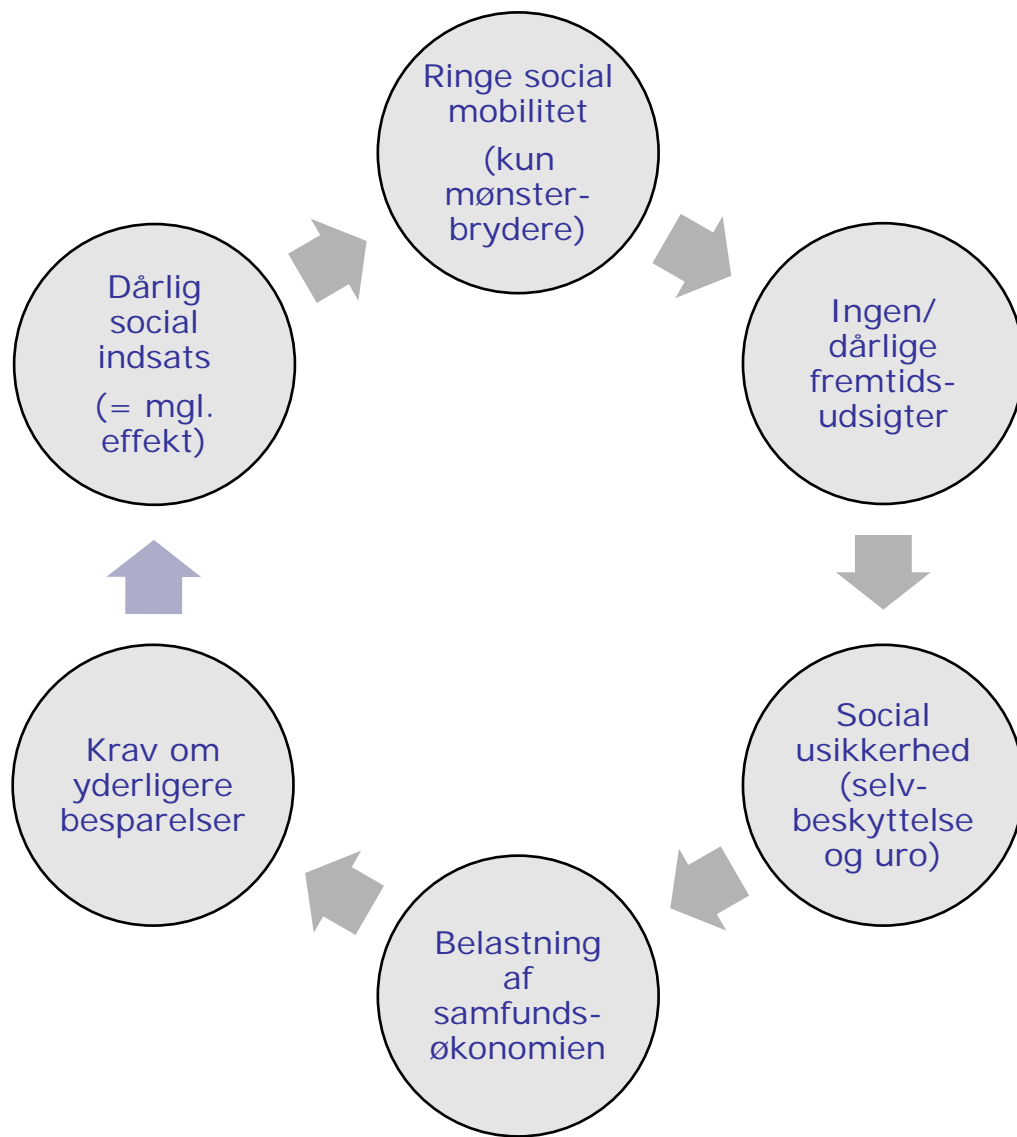 Ringe social
mobilitet
(kun
mønster-
brydere)
Ingen/
dårlige
fremtids-
udsigter
Social
usikkerhed
(selv-
beskyttelse
og uro)
Belastning
af
samfunds-
økonomien
Krav om
yderligere
besparelser
Dårlig
social
indsats
(= mgl.
effekt)